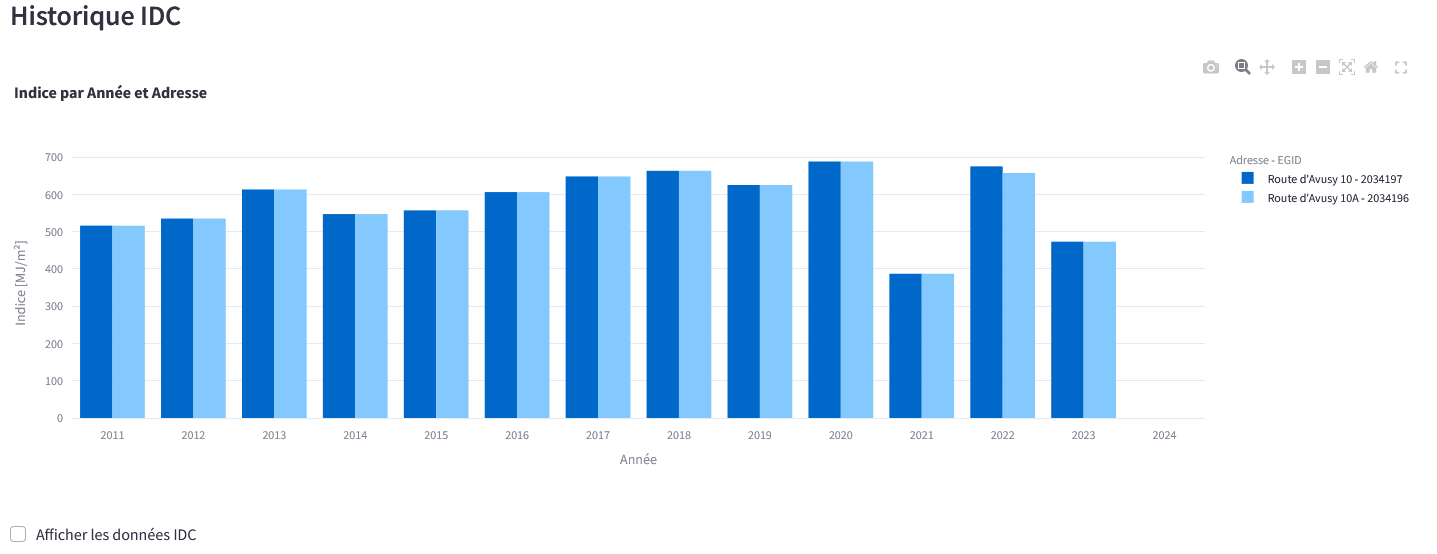 Historique IDC
Indice par Année et Adresse
Indice [MJ/m²]
700
600
500
400
300
200
100
0
2011 2012 2013 2014 2015 2016 2017 2018 2019 2020 2021 2022 2023 2024
Année
Adresse - EGID
Route d'Avusy 10 - 2034197
Route d'Avusy 10A - 2034196
Afficher les données IDC